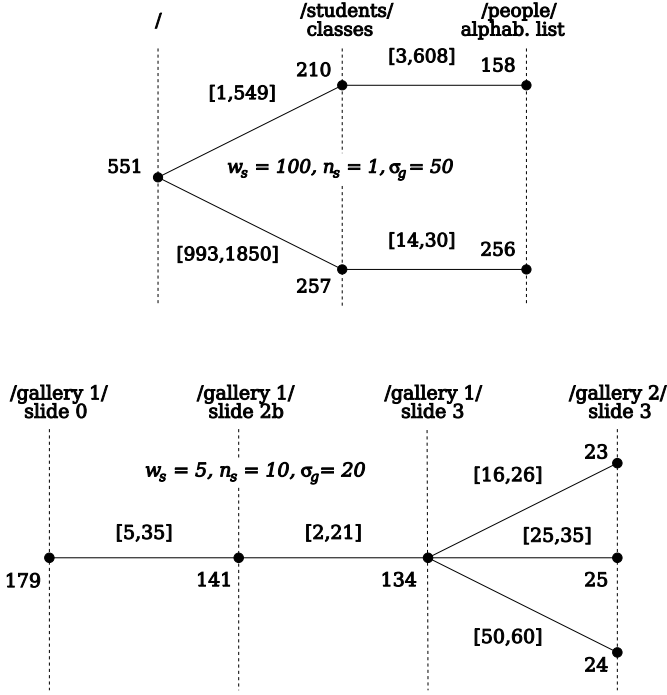 /
/students/
classes
/people/
alphab. list
[3,608]
210
158
[1,549]
551
w_s = 100, n_s = 1, σ_g = 50
[14,30]
[993,1850]
256
257
/gallery 1/
slide 0
/gallery 1/
slide 2b
/gallery 1/
slide 3
/gallery 2/
slide 3
23
w_s = 5, n_s = 10, σ_g = 20
[16,26]
[5,35]
[2,21]
[25,35]
179
141
134
25
[50,60]
24